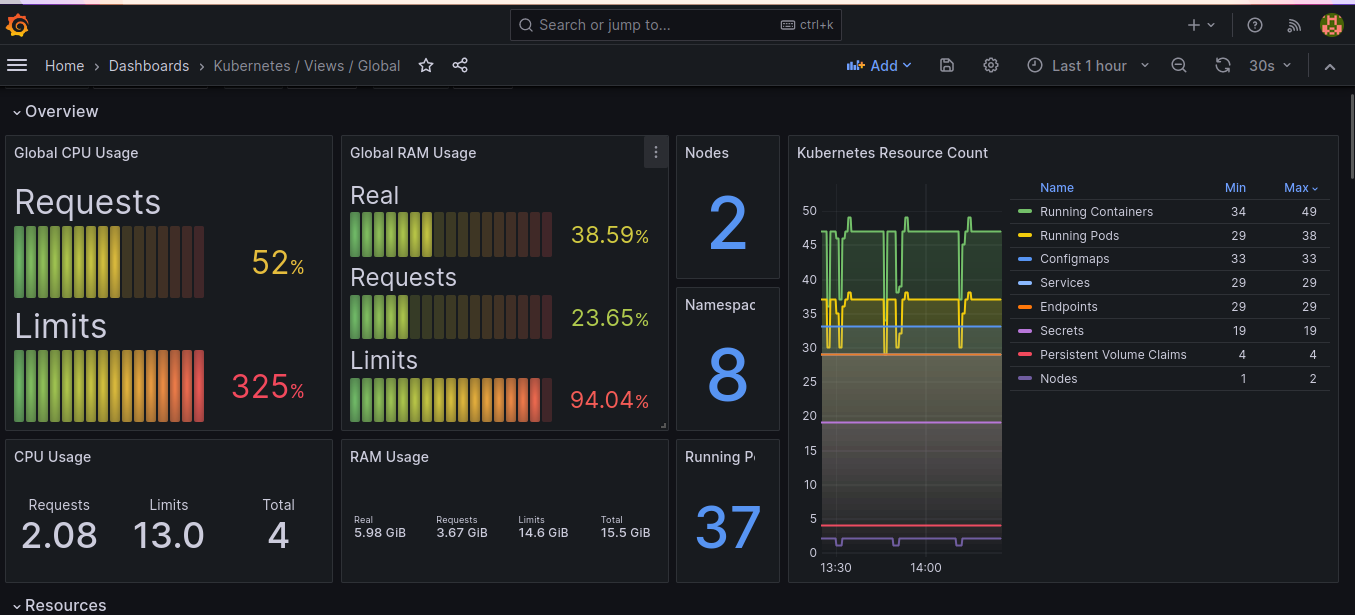 Search or jump to... ctrl+k
Home › Dashboards › Kubernetes / Views / Global
Add
Last 1 hour
30s
Overview
Global CPU Usage
Requests
52%
Limits
325%
Global RAM Usage
Real
38.59%
Requests
23.65%
Limits
94.04%
Nodes
2
Namespac
8
Kubernetes Resource Count
50
45
40
35
30
25
20
15
10
5
0
13:30 14:00
Name Min Max
Running Containers 34 49
Running Pods 29 38
Configmaps 33 33
Services 29 29
Endpoints 29 29
Secrets 19 19
Persistent Volume Claims 4 4
Nodes 1 2
CPU Usage
Requests Limits Total
2.08 13.0 4
RAM Usage
Real Requests Limits Total
5.98 GiB 3.67 GiB 14.6 GiB 15.5 GiB
Running P
37
Resources